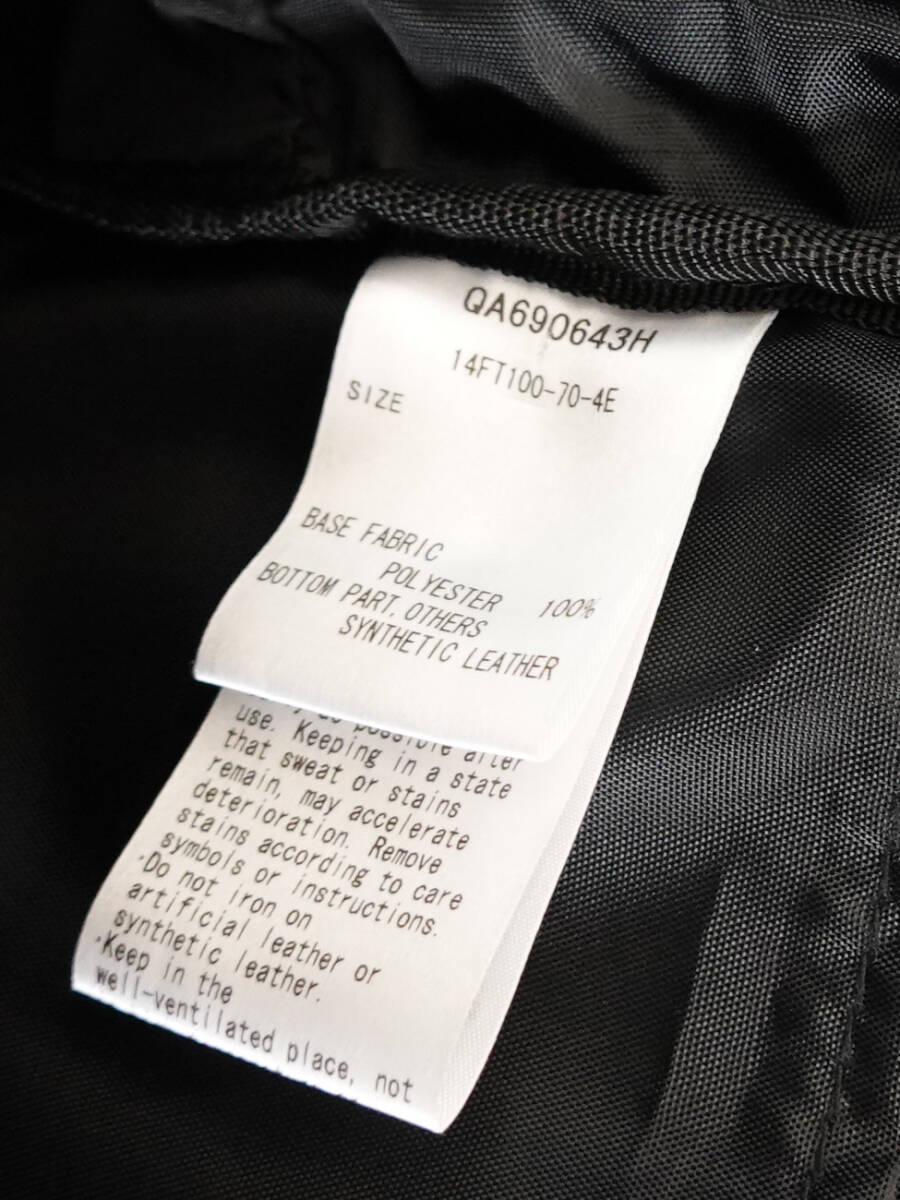 QA690643H
14FT100-70-4E
SIZE
BASE FABRIC
POLYESTER 100%
BOTTOM PART, OTHERS
SYNTHETIC LEATHER
possible after
use. Keeping in a state
that sweat or stains
remain, may accelerate
deterioration. Remove
stains according to care
symbols or instructions.
·Do not iron on
artificial leather or
synthetic leather.
·Keep in the
well-ventilated place, not